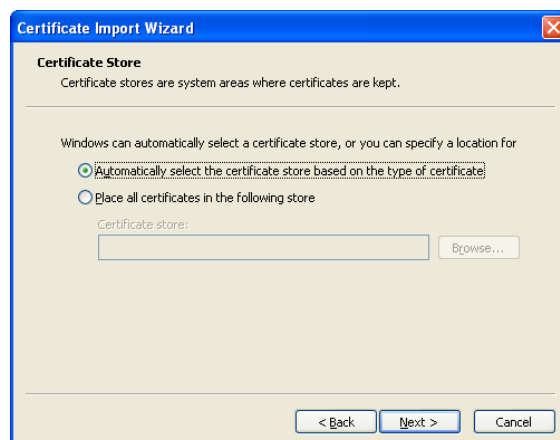 Certificate Import Wizard
Certificate Store
Certificate stores are system areas where certificates are kept.
Windows can automatically select a certificate store, or you can specify a location for
Automatically select the certificate store based on the type of certificate
Place all certificates in the following store
Certificate store:
Browse...
< Back
Next >
Cancel